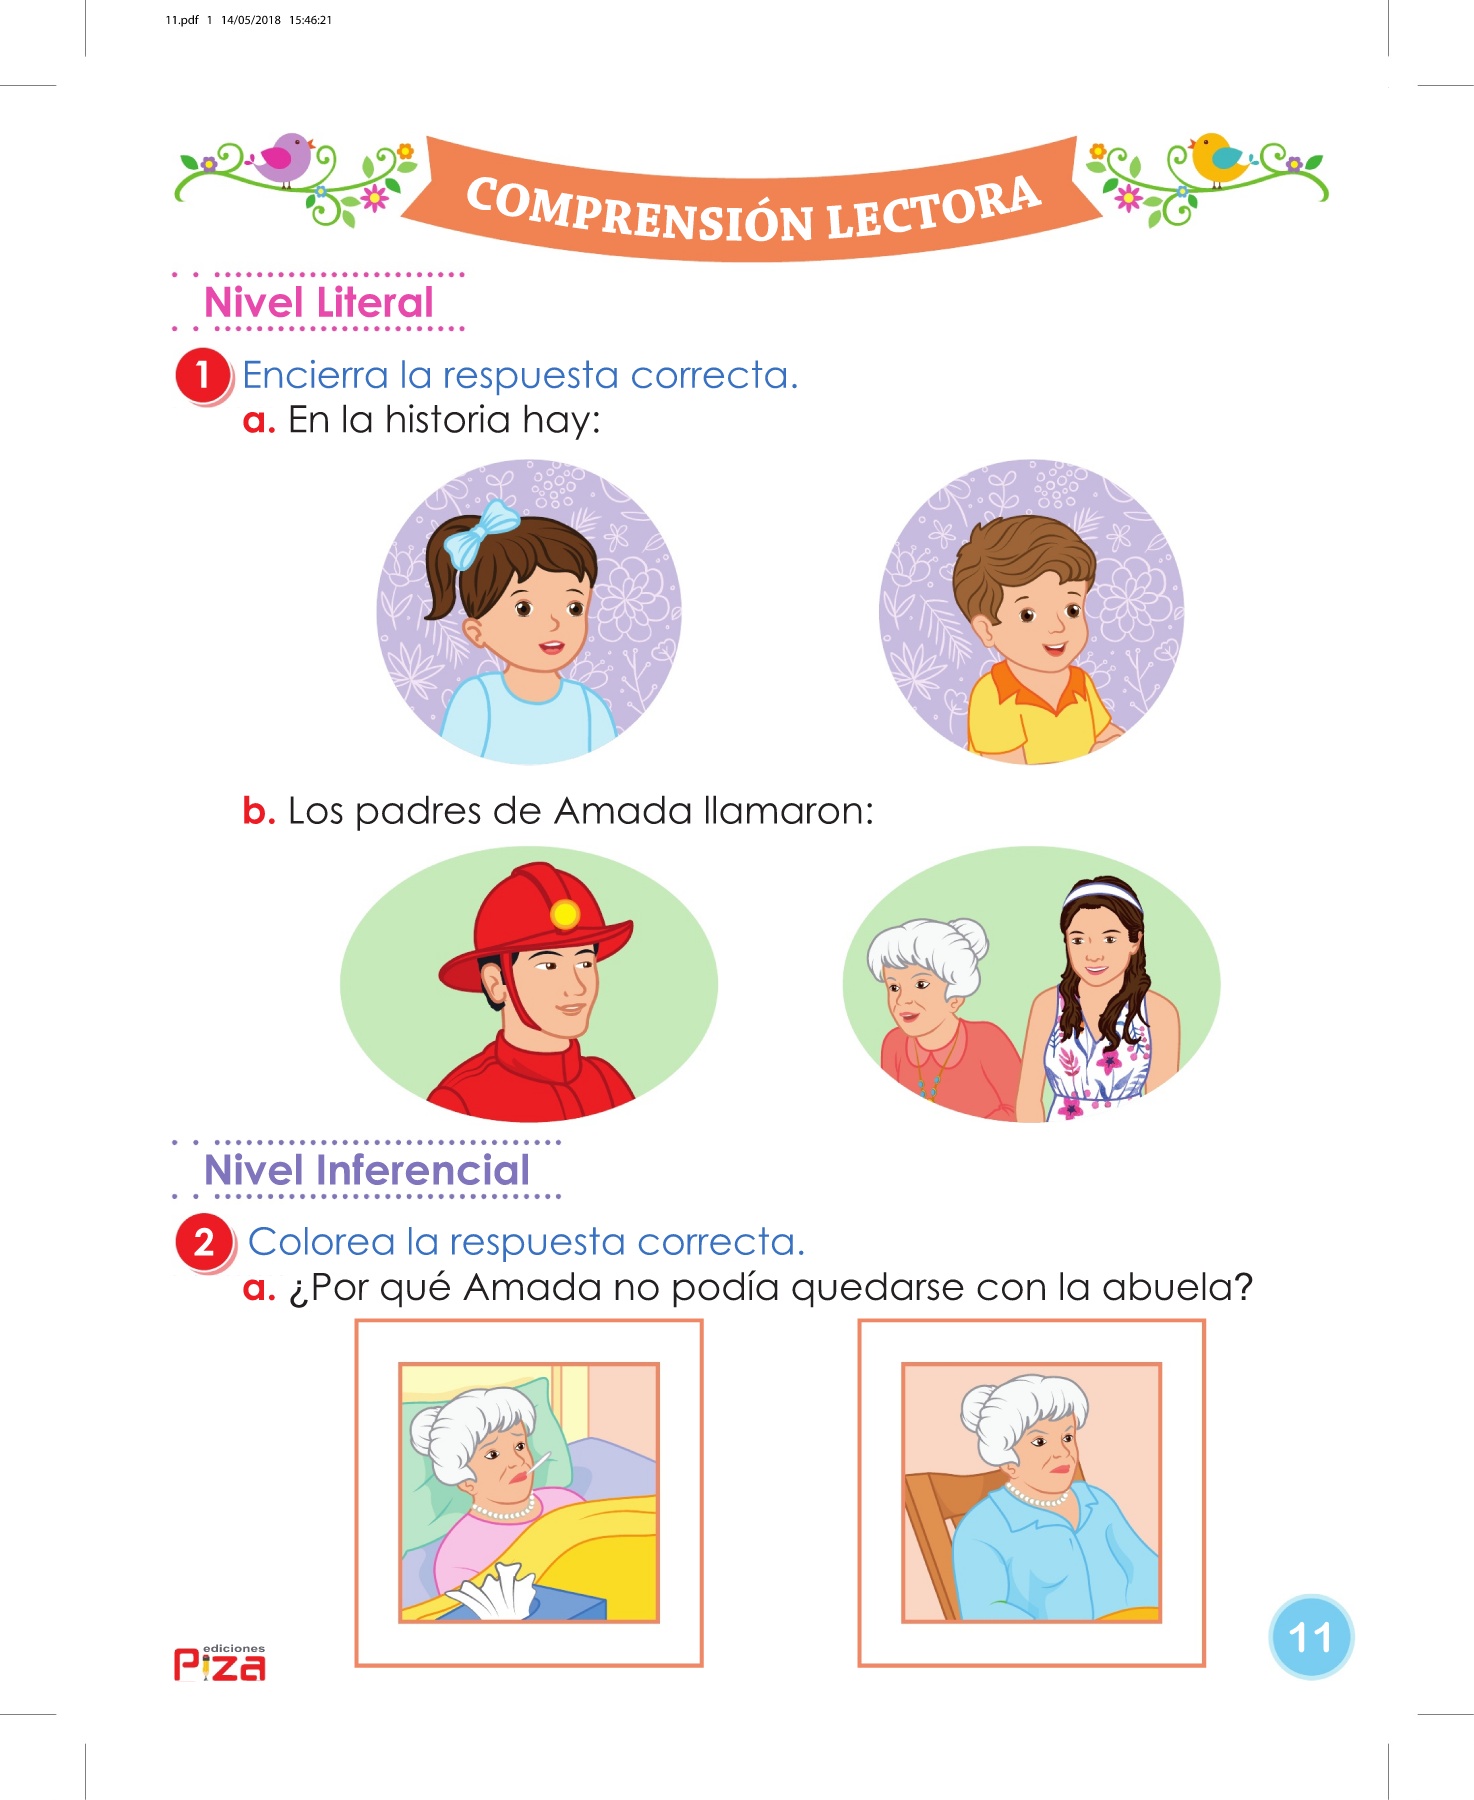 11.pdf 1 14/05/2018 15:46:21
COMPRENSIÓN LECTORA
Nivel Literal
1 Encierra la respuesta correcta.
a. En la historia hay:
b. Los padres de Amada llamaron:
Nivel Inferencial
2 Colorea la respuesta correcta.
a. ¿Por qué Amada no podía quedarse con la abuela?
ediciones
Piza
11